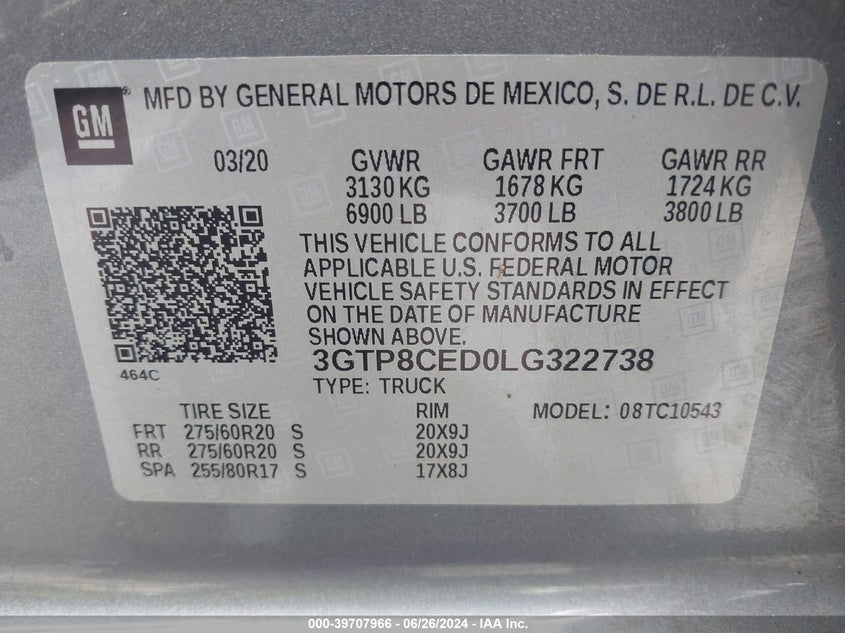 GM ® MFD BY GENERAL MOTORS DE MEXICO, S. DE R.L. DE C.V.
03/20 GVWR GAWR FRT GAWR RR
3130 KG 1678 KG 1724 KG
6900 LB 3700 LB 3800 LB
THIS VEHICLE CONFORMS TO ALL
APPLICABLE U.S. FEDERAL MOTOR
VEHICLE SAFETY STANDARDS IN EFFECT
ON THE DATE OF MANUFACTURE
SHOWN ABOVE.
3GTP8CED0LG322738
464C
TYPE: TRUCK
TIRE SIZE RIM MODEL: 08TC10543
FRT 275/60R20 S 20X9J
RR 275/60R20 S 20X9J
SPA 255/80R17 S 17X8J
000-39707966 - 06/26/2024 - IAA Inc.